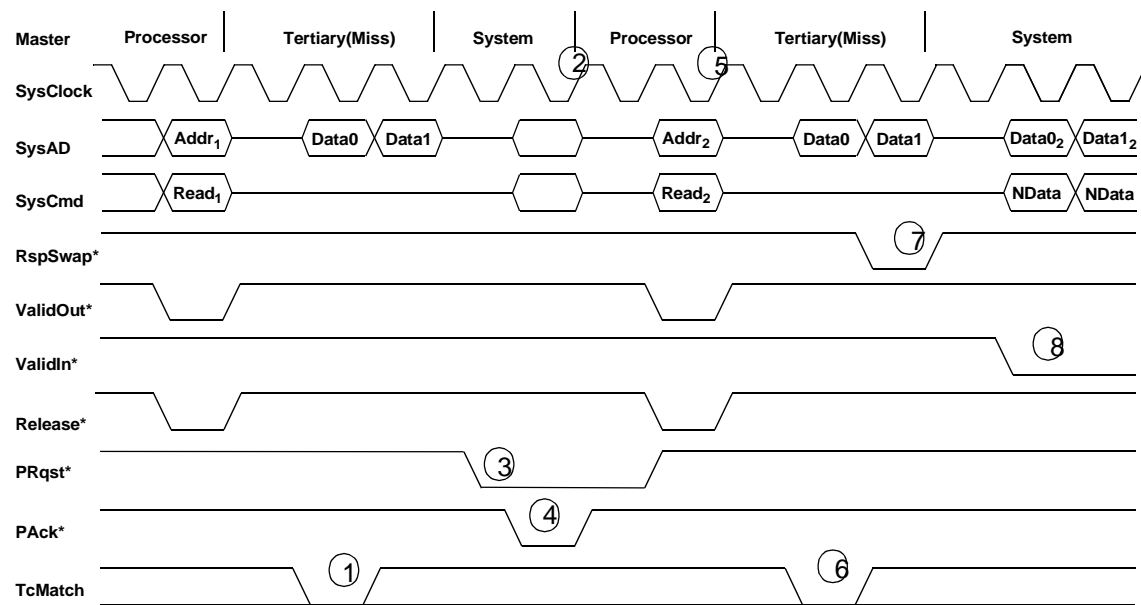 Master Processor Tertiary(Miss) System Processor Tertiary(Miss) System
2 5
SysClock
SysAD Addr1 Data0 Data1 Addr2 Data0 Data1 Data02 Data12
SysCmd Read1 Read2 NData NData
RspSwap* 7
ValidOut*
ValidIn* 8
Release*
PRqst* 3
PAck* 4
TcMatch 1 6